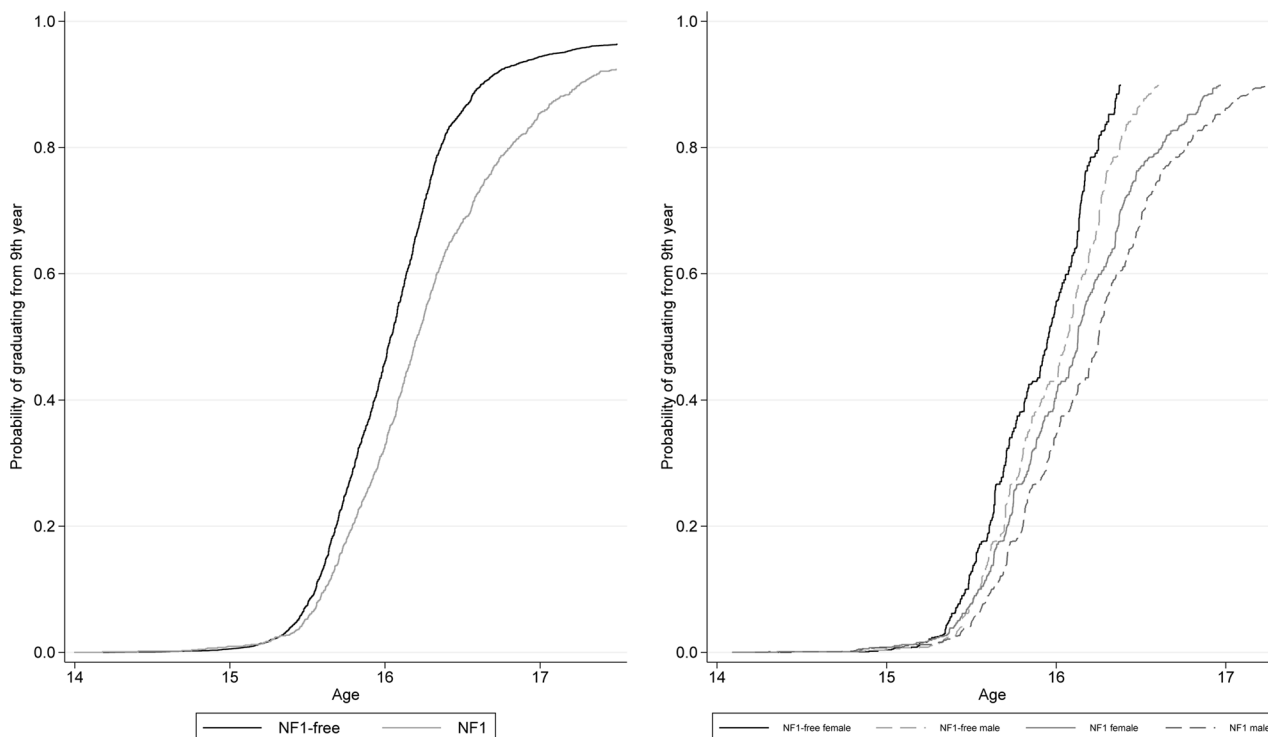 Probability of graduating from 9th year
1.0
0.8
0.6
0.4
0.2
0.0
14 15 16 17
Age
NF1-free NF1
Probability of graduating from 9th year
1.0
0.8
0.6
0.4
0.2
0.0
14 15 16 17
Age
NF1-free female NF1-free male NF1 female NF1 male